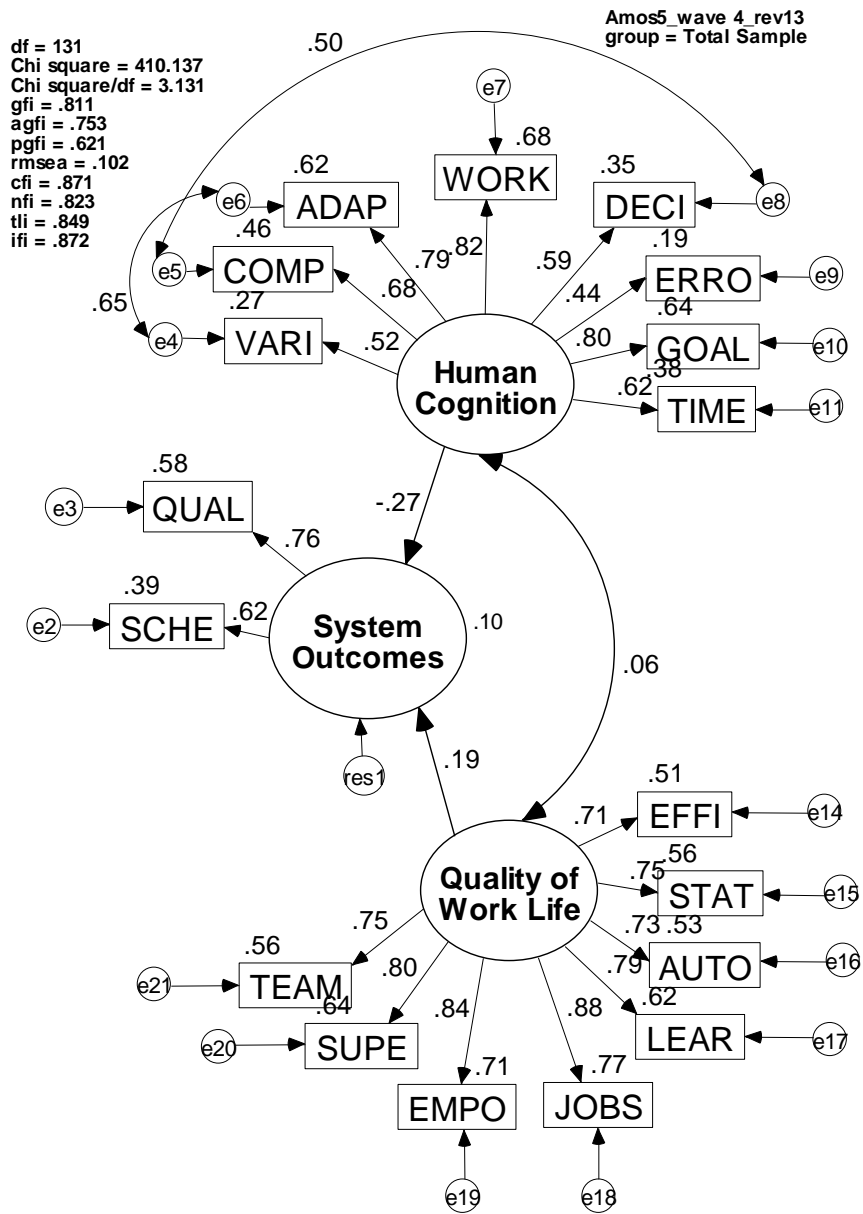 Amos5_wave 4_rev13
group = Total Sample
df = 131
Chi square = 410.137
Chi square/df = 3.131
gfi = .811
agfi = .753
pgfi = .621
rmsea = .102
cfi = .871
nfi = .823
tli = .849
ifi = .872
.50
e7
.68
WORK
.82
.62
e6
ADAP
.79
.35
DECI
e8
.59
.46
e5
COMP
.68
.19
ERRO
e9
.44
.65
.27
e4
VARI
.52
.64
GOAL
e10
.80
.38
TIME
e11
.62
Human
Cognition
.58
e3
QUAL
.76
-.27
.39
e2
SCHE
.62
System
Outcomes
.10
.06
res1
.19
.51
EFFI
e14
.71
.56
STAT
e15
.75
Quality of
Work Life
.53
AUTO
e16
.73
.62
LEAR
e17
.79
.56
e21
TEAM
.75
.64
e20
SUPE
.80
.71
EMPO
.84
e19
.77
JOBS
.88
e18